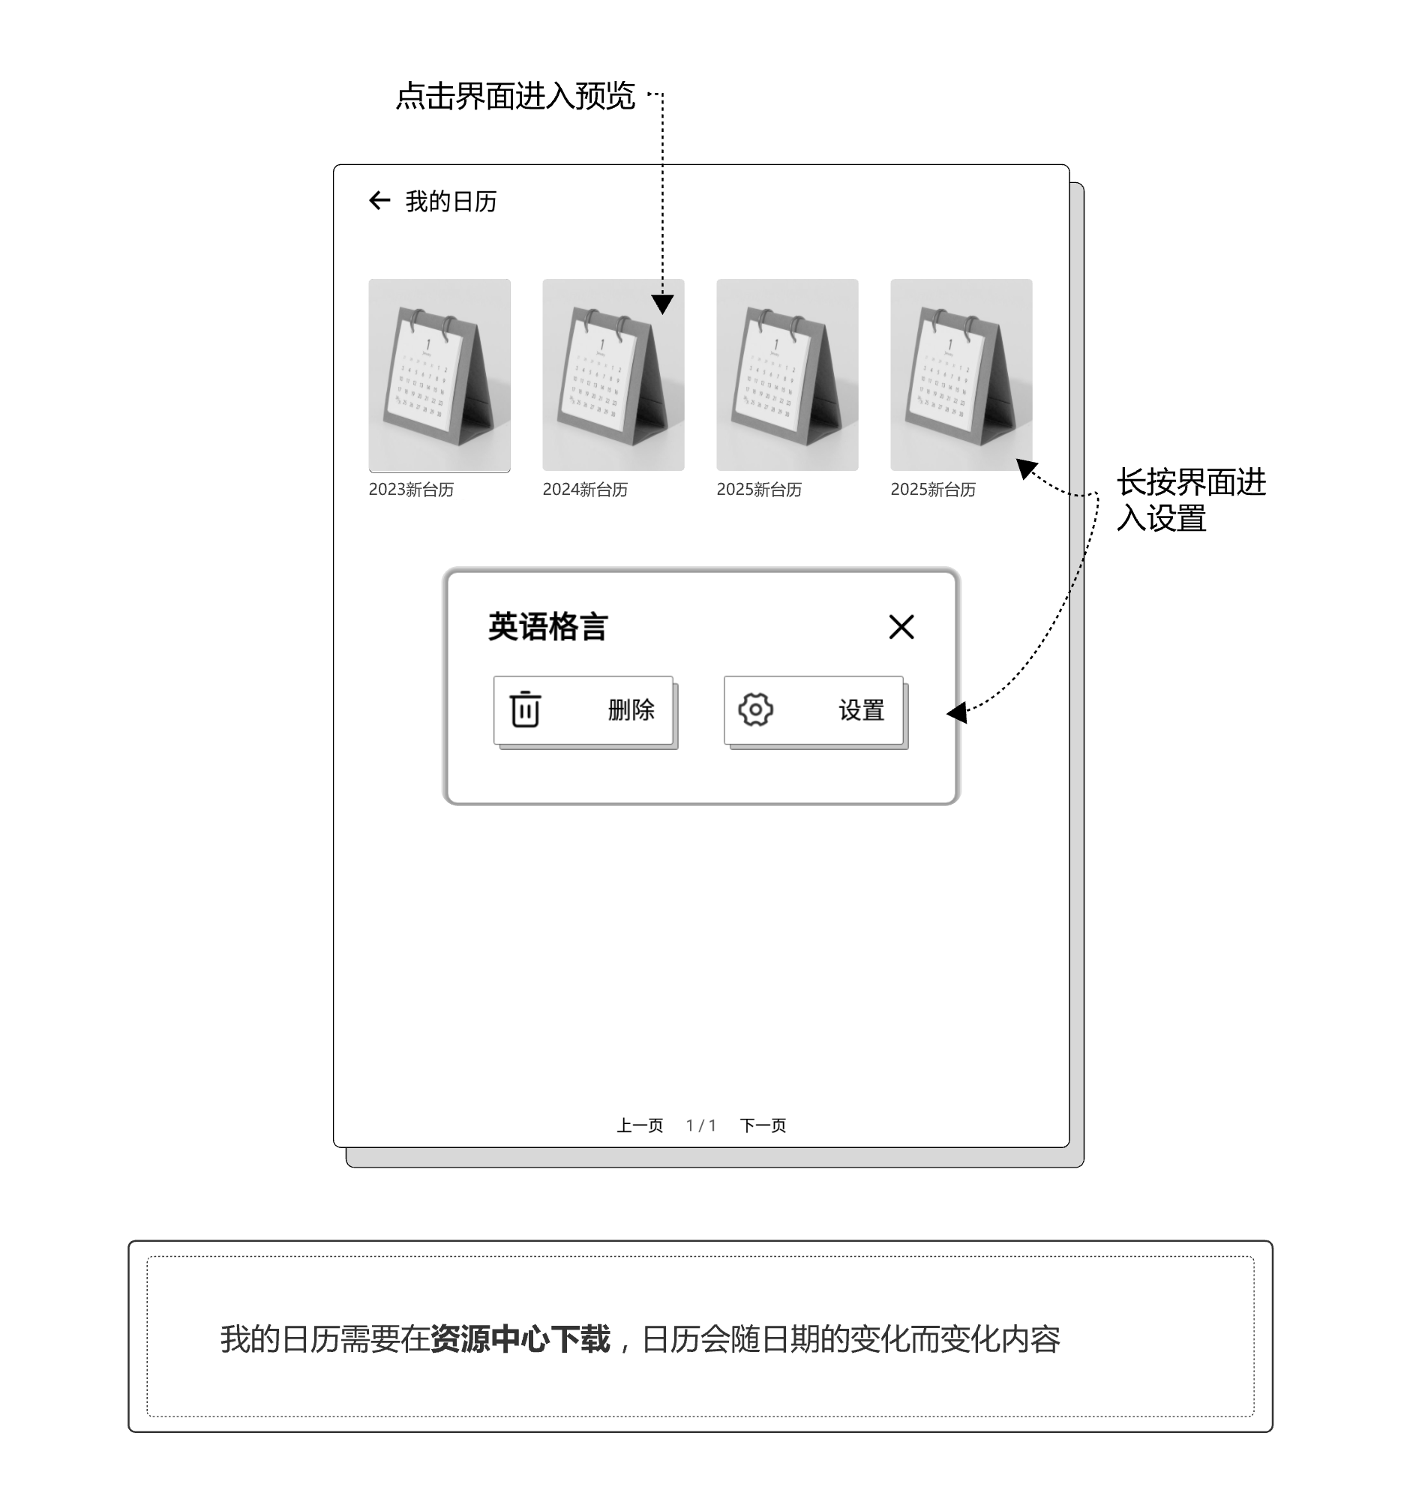 点击界面进入预览
我的日历
2023新台历
2024新台历
2025新台历
2025新台历
长按界面进
入设置
英语格言
删除
设置
上一页 1 / 1 下一页
我的日历需要在资源中心下载，日历会随日期的变化而变化内容